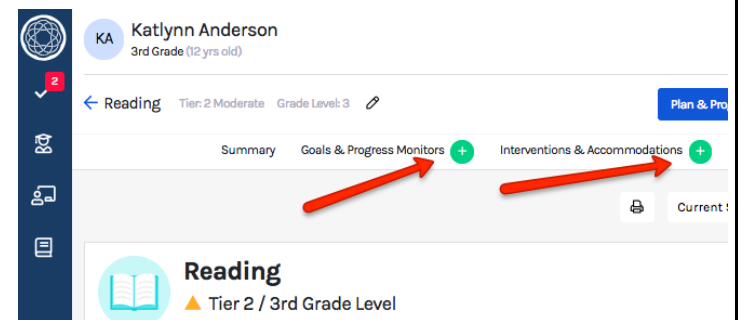 KA
Katlynn Anderson
3rd Grade (12 yrs old)
2
Reading Tier: 2 Moderate Grade Level: 3
Plan & Pro
Summary Goals & Progress Monitors + Interventions & Accommodations +
Current
Reading
Tier 2 / 3rd Grade Level